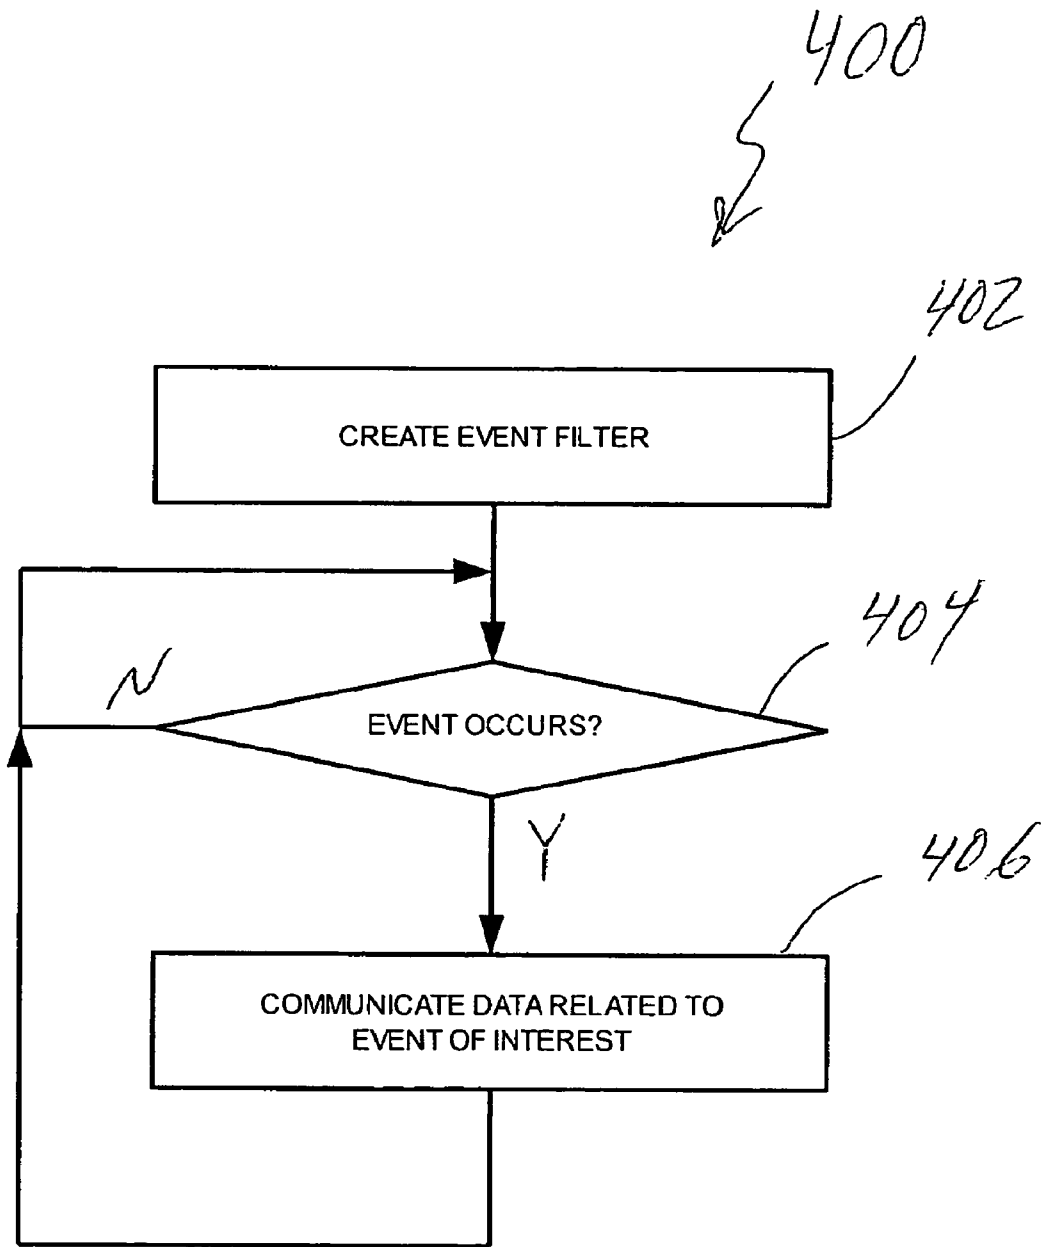 400
402
CREATE EVENT FILTER
404
N
EVENT OCCURS?
Y
406
COMMUNICATE DATA RELATED TO
EVENT OF INTEREST